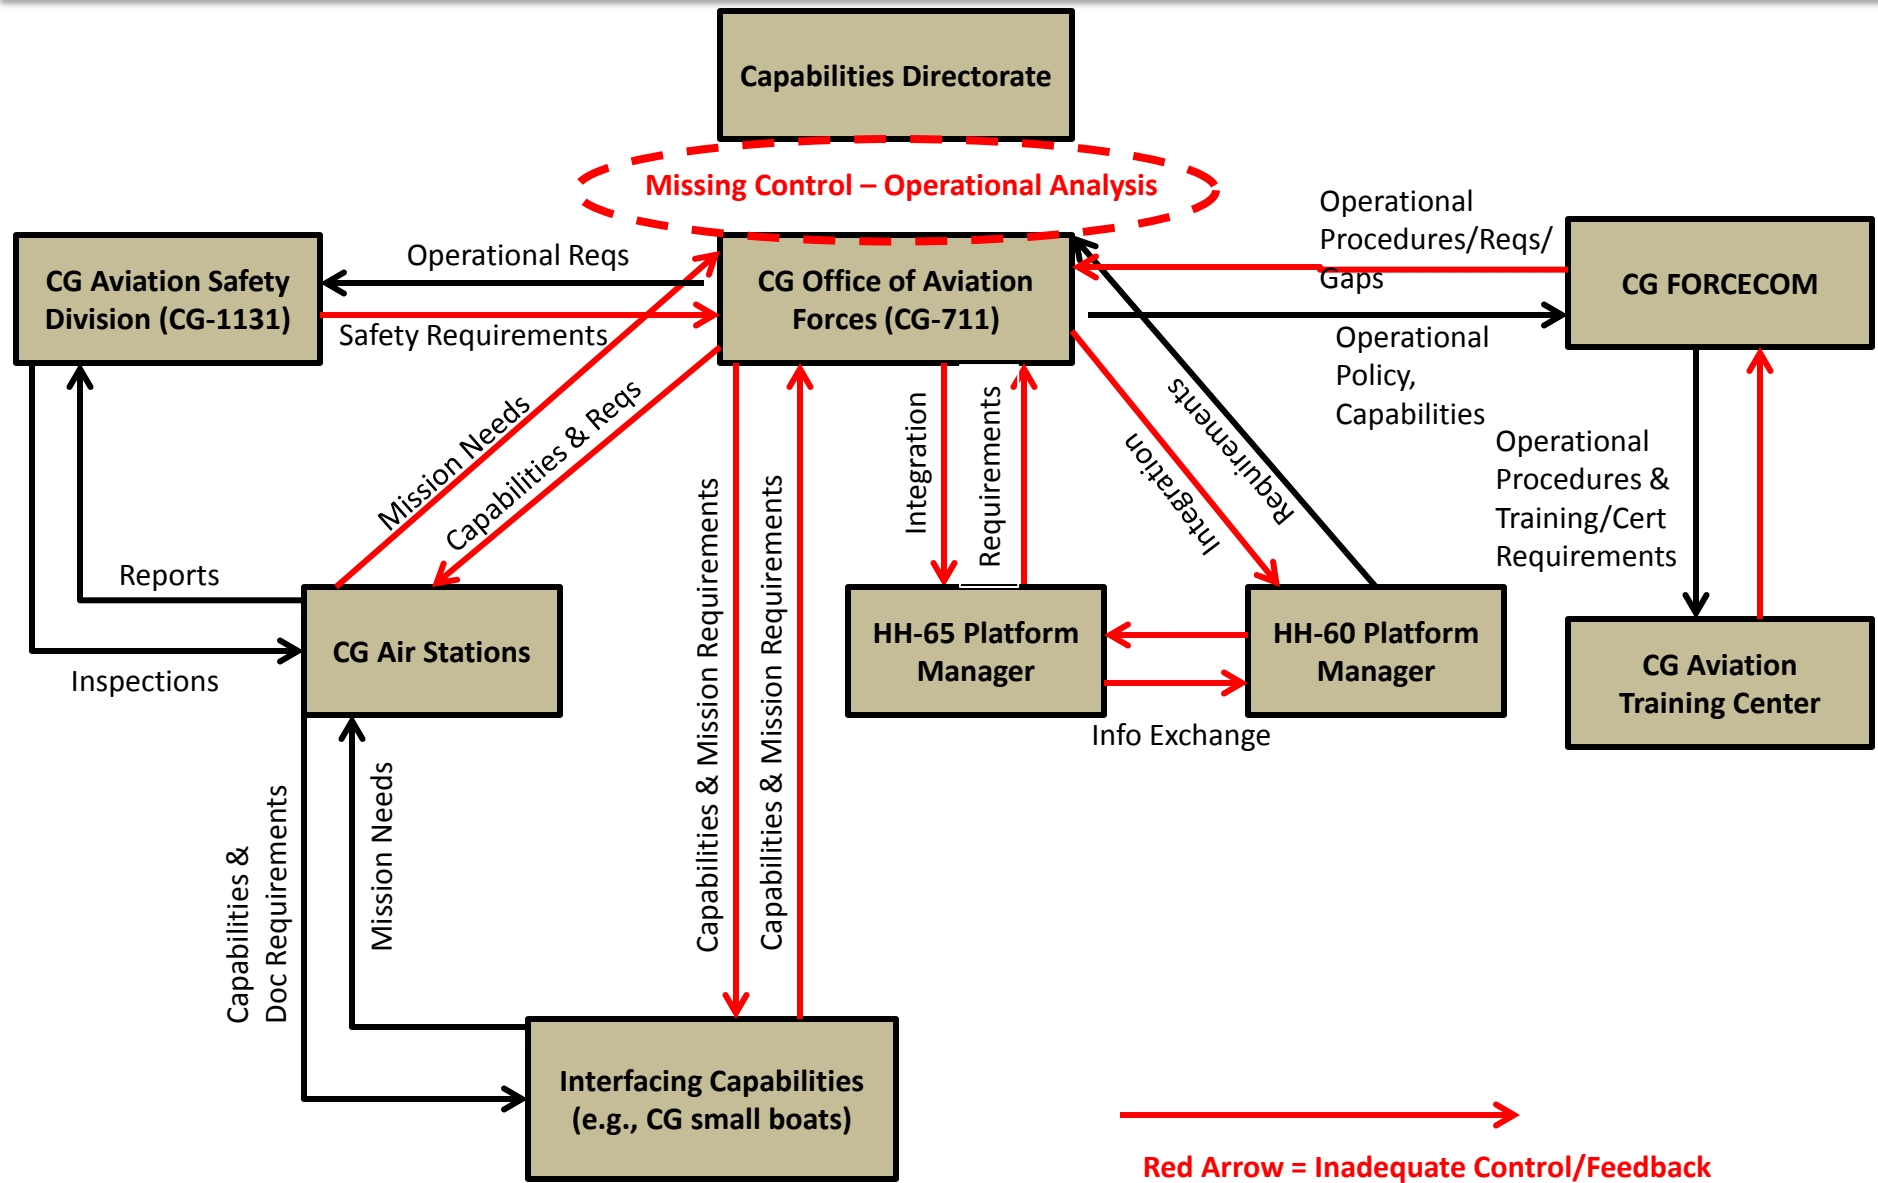 Capabilities Directorate
Missing Control – Operational Analysis
Operational
Procedures/Reqs/
Gaps
CG Aviation Safety
Division (CG-1131)
Operational Reqs
Safety Requirements
CG Office of Aviation
Forces (CG-711)
CG FORCECOM
Operational
Policy,
Capabilities
Mission Needs
Capabilities & Reqs
Integration
Requirements
Integration
Requirements
Operational
Procedures &
Training/Cert
Requirements
Capabilities & Mission Requirements
Capabilities & Mission Requirements
Reports
Inspections
CG Air Stations
HH-65 Platform
Manager
HH-60 Platform
Manager
Info Exchange
CG Aviation
Training Center
Capabilities &
Doc Requirements
Mission Needs
Interfacing Capabilities
(e.g., CG small boats)
Red Arrow = Inadequate Control/Feedback